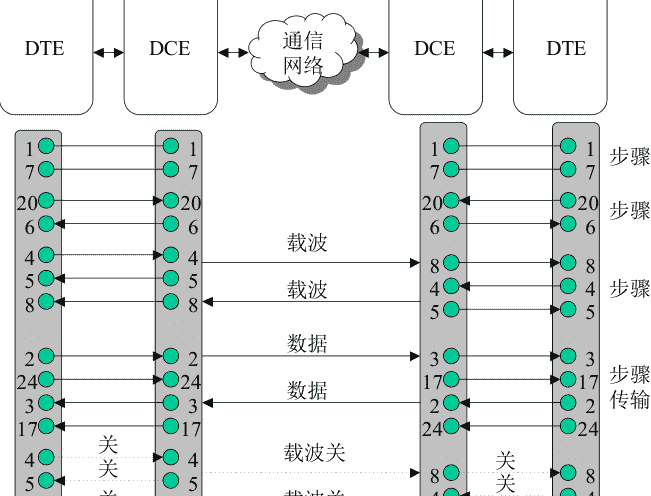 DTE DCE 通信 DCE DTE
网络
1 1 1 1 步骤
7 7 7 7
20 20 20 20 步骤
6 6 6 6
4 4 载波 8 8
5 5 4 4 步骤
8 8 载波 5 5
2 2 数据 3 3 步骤
24 24 17 17 传输
3 3 数据 2 2
17 17 24 24
关
4 4 载波关 关
关 8 8
5 5 关